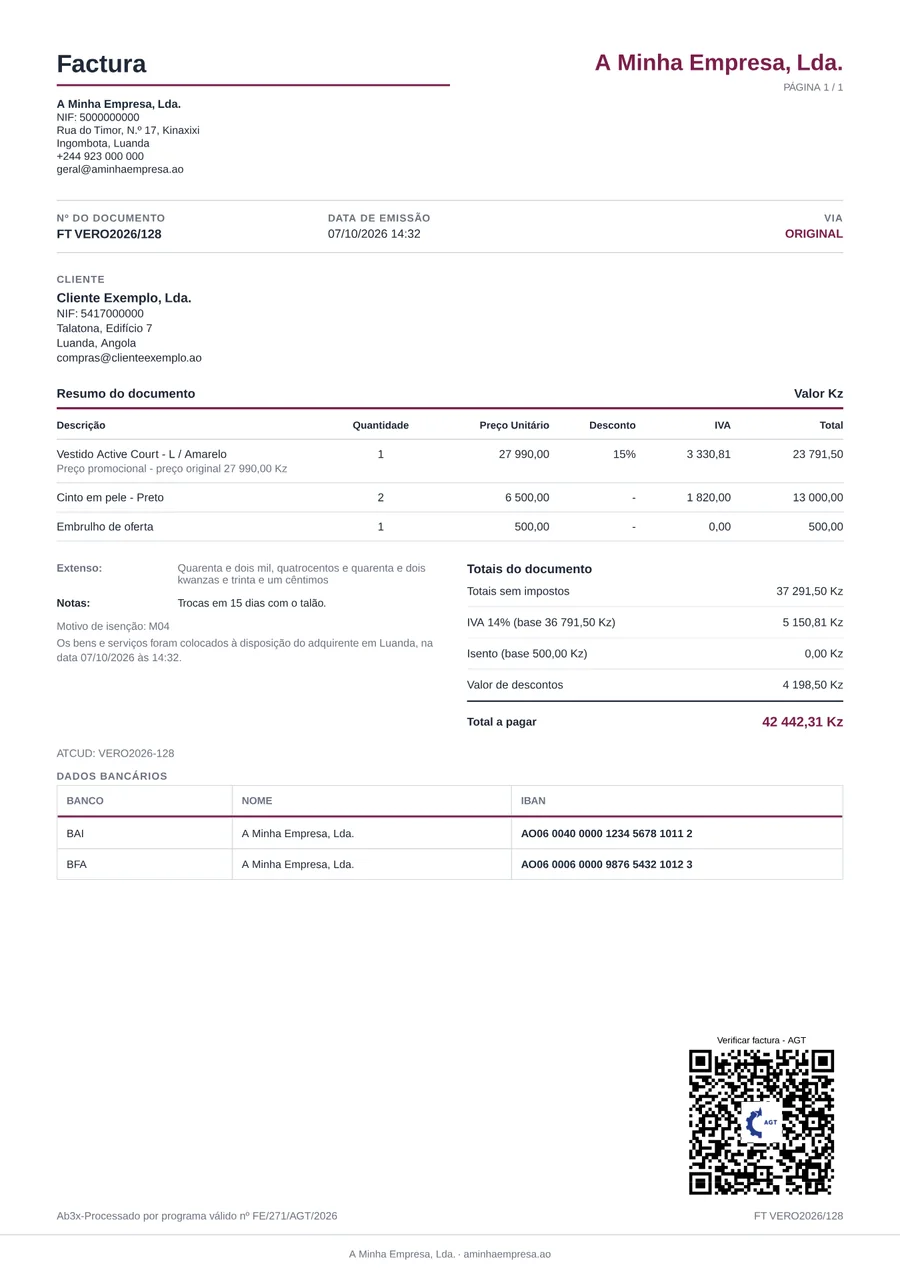 Factura
A Minha Empresa, Lda.
PÁGINA 1 / 1
A Minha Empresa, Lda.
NIF: 5000000000
Rua do Timor, N.º 17, Kinaxixi
Ingombota, Luanda
+244 923 000 000
geral@aminhaempresa.ao
Nº DO DOCUMENTO DATA DE EMISSÃO VIA
FT VERO2026/128 07/10/2026 14:32 ORIGINAL
CLIENTE
Cliente Exemplo, Lda.
NIF: 5417000000
Talatona, Edifício 7
Luanda, Angola
compras@clienteexemplo.ao
Resumo do documento Valor Kz
Descrição Quantidade Preço Unitário Desconto IVA Total
Vestido Active Court - L / Amarelo 1 27 990,00 15% 3 330,81 23 791,50
Preço promocional - preço original 27 990,00 Kz
Cinto em pele - Preto 2 6 500,00 - 1 820,00 13 000,00
Embrulho de oferta 1 500,00 - 0,00 500,00
Extenso: Quarenta e dois mil, quatrocentos e quarenta e dois
kwanzas e trinta e um cêntimos
Notas: Trocas em 15 dias com o talão.
Motivo de isenção: M04
Os bens e serviços foram colocados à disposição do adquirente em Luanda, na
data 07/10/2026 às 14:32.
Totais do documento
Totais sem impostos 37 291,50 Kz
IVA 14% (base 36 791,50 Kz) 5 150,81 Kz
Isento (base 500,00 Kz) 0,00 Kz
Valor de descontos 4 198,50 Kz
Total a pagar 42 442,31 Kz
ATCUD: VERO2026-128
DADOS BANCÁRIOS
BANCO NOME IBAN
BAI A Minha Empresa, Lda. AO06 0040 0000 1234 5678 1011 2
BFA A Minha Empresa, Lda. AO06 0006 0000 9876 5432 1012 3
Verificar factura - AGT
AGT
Ab3x-Processado por programa válido nº FE/271/AGT/2026 FT VERO2026/128
A Minha Empresa, Lda. · aminhaempresa.ao